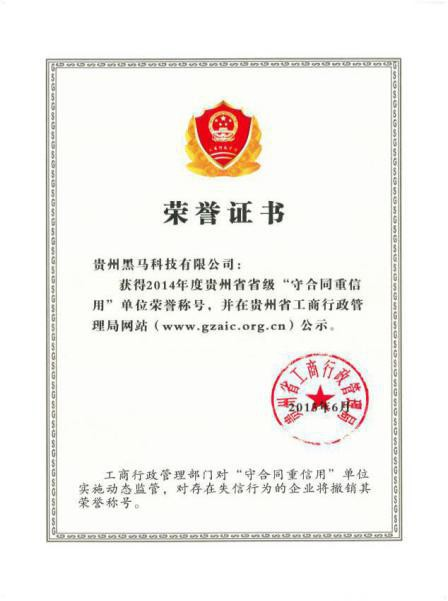 荣誉证书
贵州黑马科技有限公司：
获得2014年度贵州省省级“守合同重信
用”单位荣誉称号，并在贵州省工商行政管
理局网站（www.gzaic.org.cn）公示。
贵州省工商行政管理局
2015年6月
工商行政管理部门对“守合同重信用”单位
实施动态监管，对存在失信行为的企业将撤销其
荣誉称号。